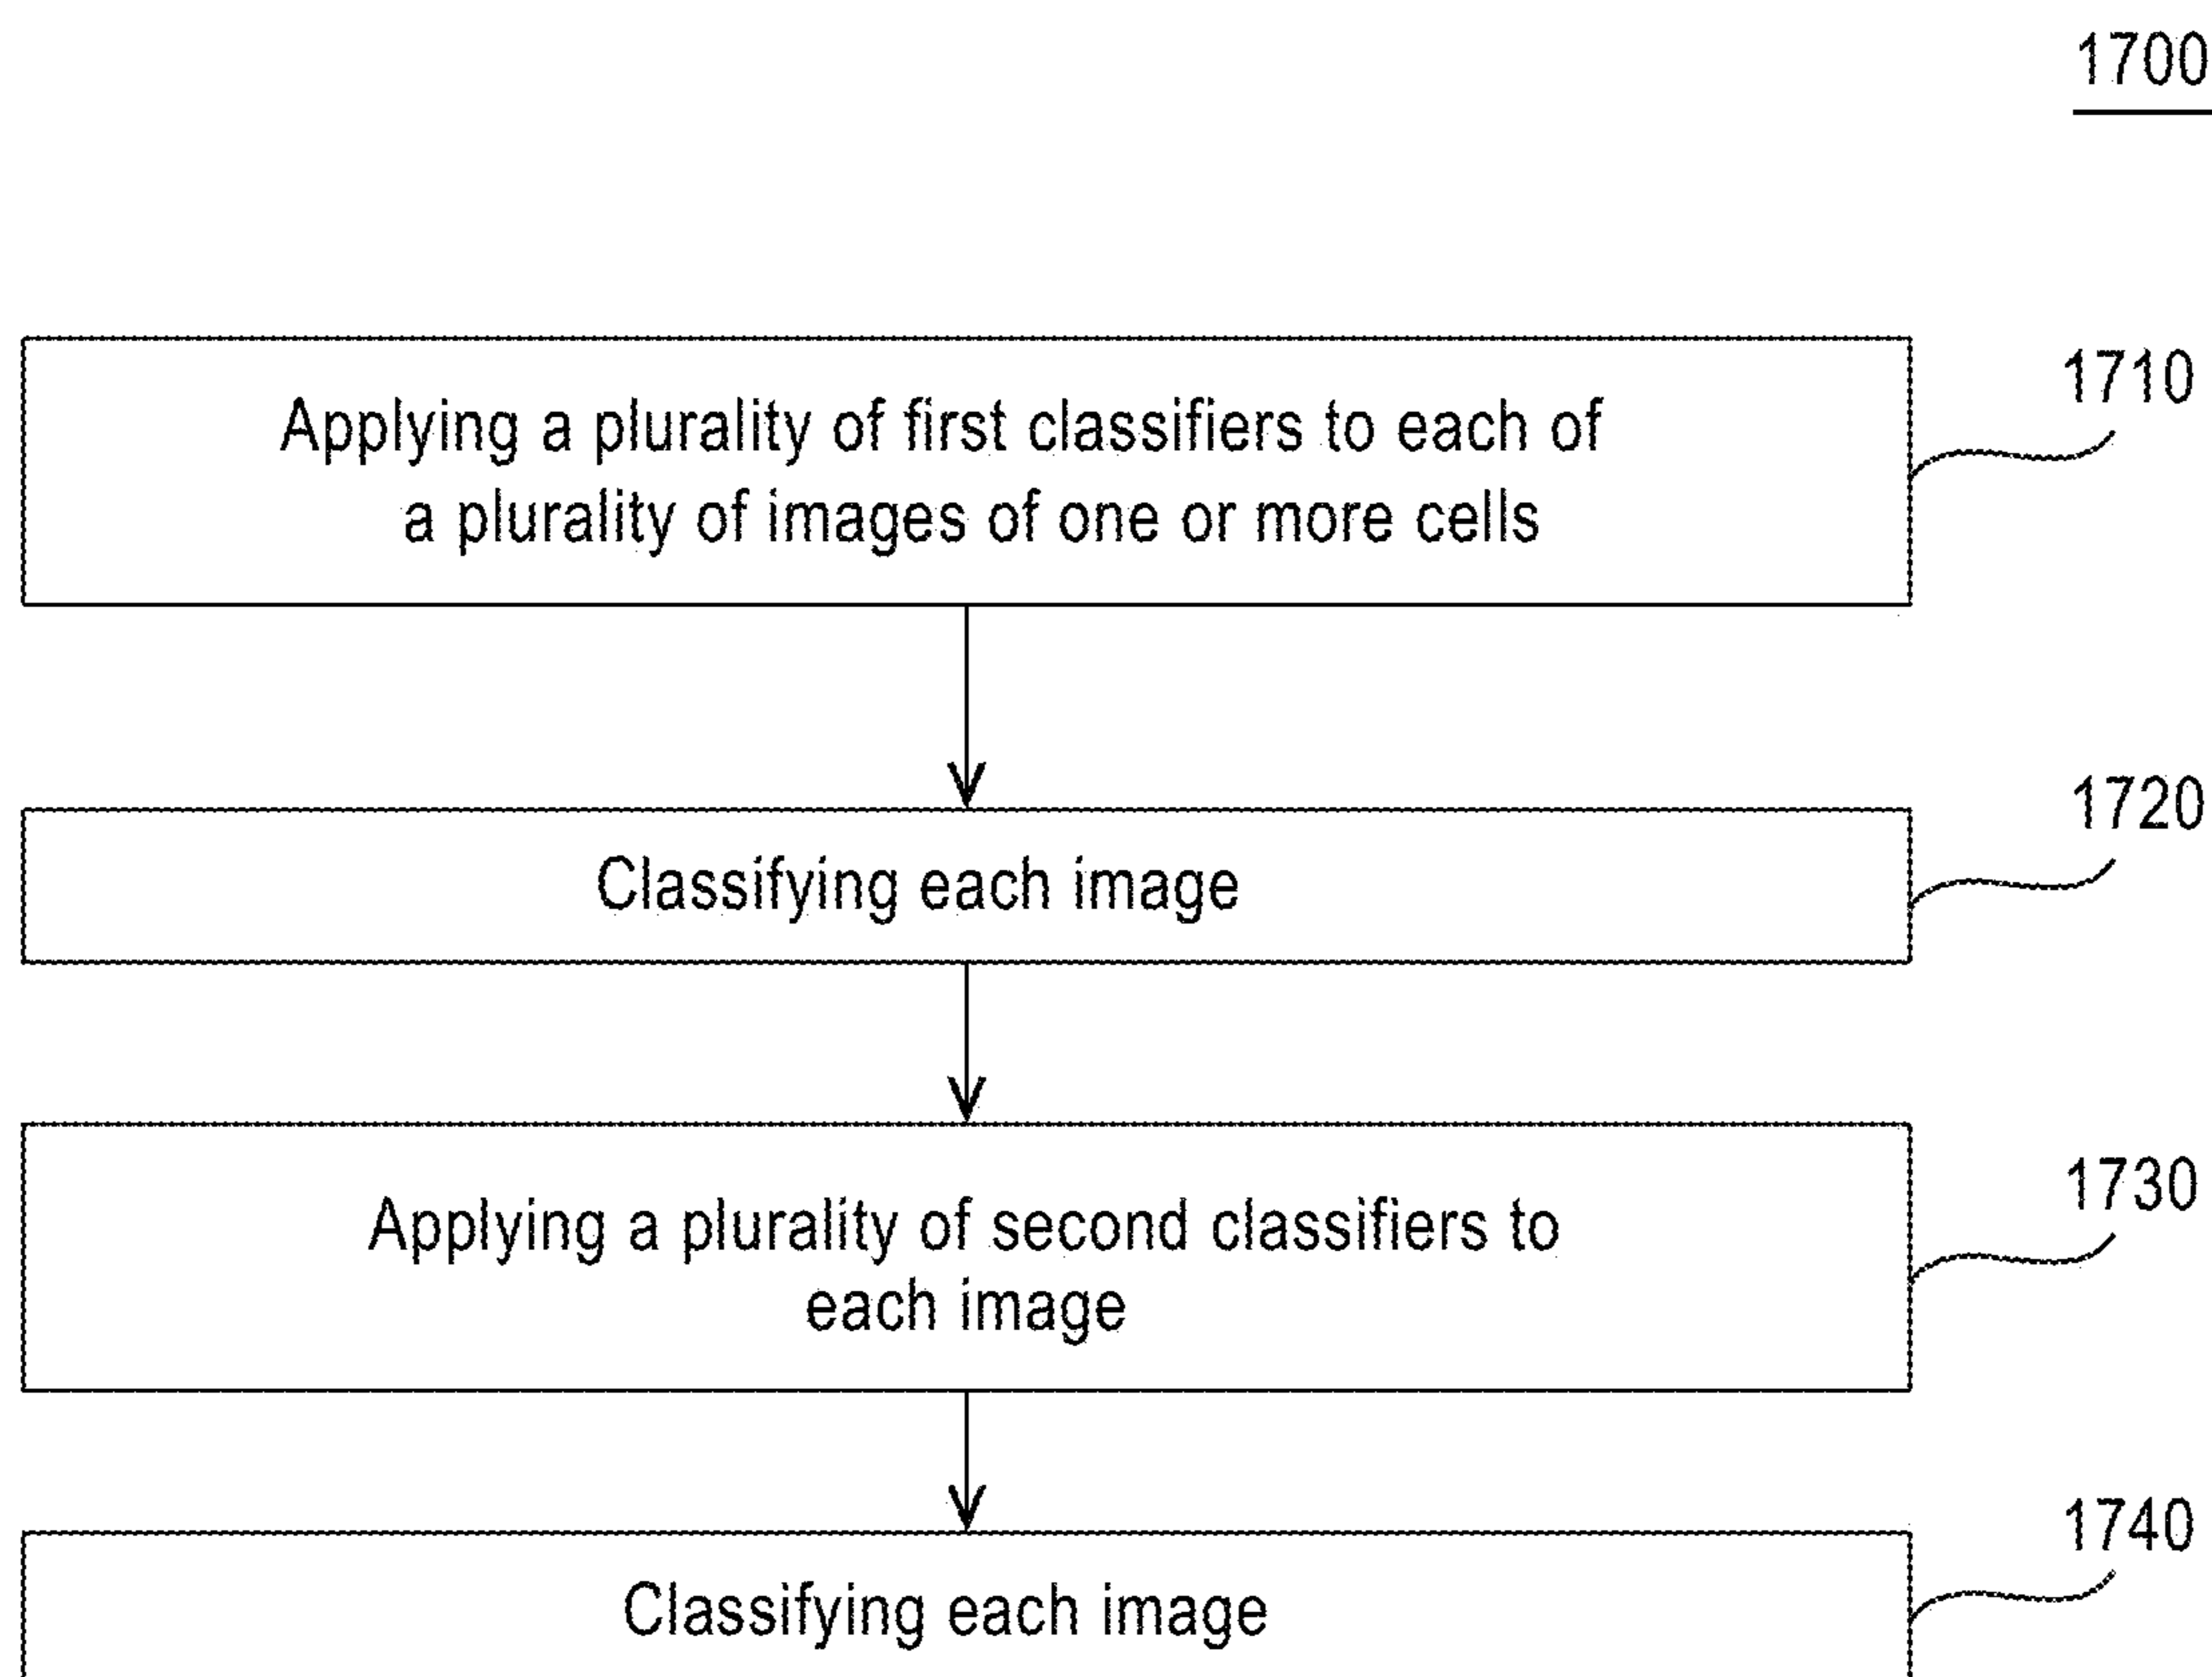 1700
Applying a plurality of first classifiers to each of
a plurality of images of one or more cells
1710
Classifying each image
1720
Applying a plurality of second classifiers to
each image
1730
Classifying each image
1740